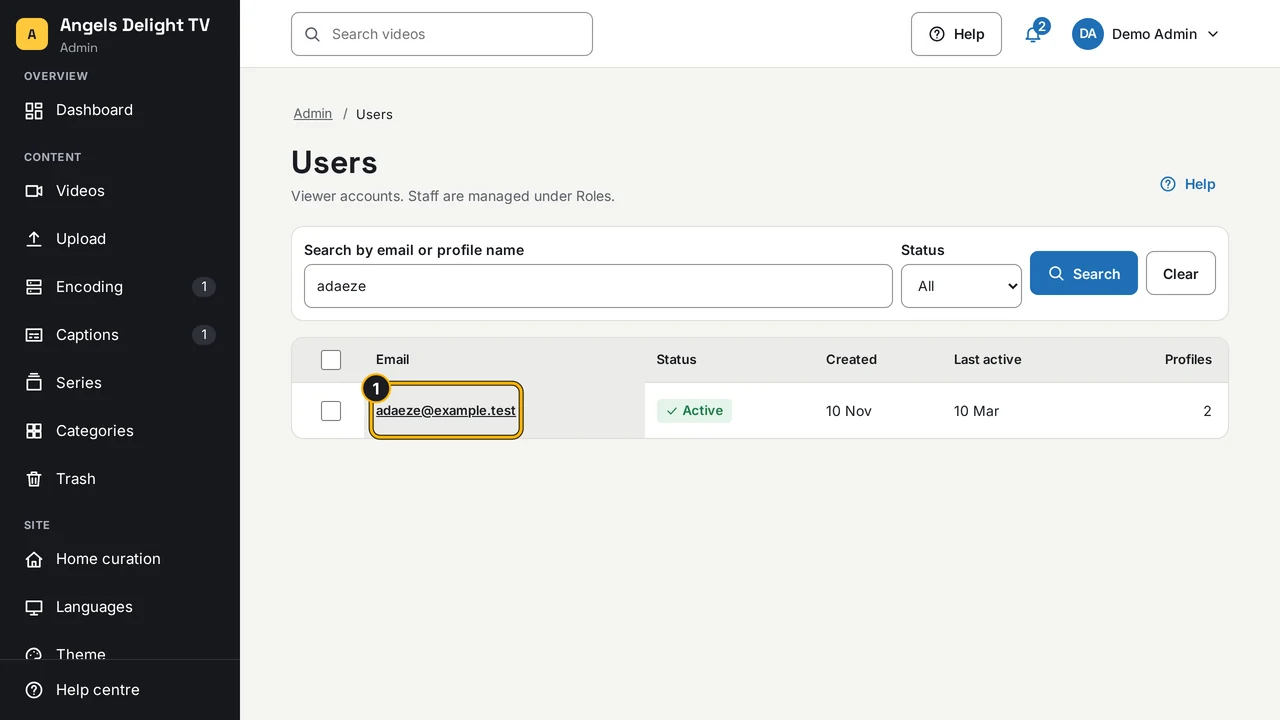 A
Angels Delight TV
Admin
OVERVIEW
Dashboard
CONTENT
Videos
Upload
Encoding 1
Captions 1
Series
Categories
Trash
SITE
Home curation
Languages
Theme
Help centre
Search videos
Help
2
DA Demo Admin
Admin / Users
Users
Viewer accounts. Staff are managed under Roles.
Help
Search by email or profile name
adaeze
Status
All
Search
Clear
Email Status Created Last active Profiles
1
adaeze@example.test Active 10 Nov 10 Mar 2